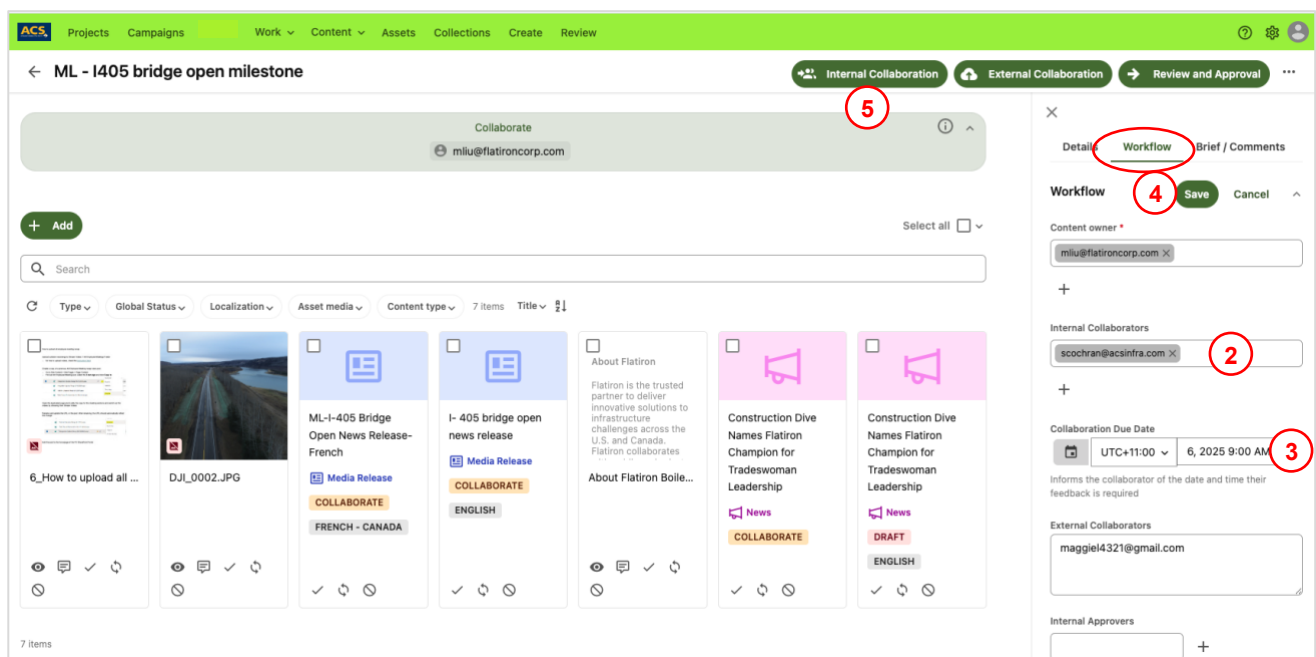 ACS
Projects
Campaigns
Work
Content
Assets
Collections
Create
Review
ML - I405 bridge open milestone
Internal Collaboration
External Collaboration
Review and Approval
5
Collaborate
mliu@flatironcorp.com
Add
Select all
Search
Type
Global Status
Localization
Asset media
Content type
7 items
Title
6_How to upload all ...
DJI_0002.JPG
ML-I-405 Bridge
Open News Release-
French
Media Release
COLLABORATE
FRENCH - CANADA
I- 405 bridge open
news release
Media Release
COLLABORATE
ENGLISH
About Flatiron
Flatiron is the trusted
partner to deliver
innovative solutions to
infrastructure
challenges across the
U.S. and Canada.
Flatiron collaborates
About Flatiron Boile...
Construction Dive
Names Flatiron
Champion for
Tradeswoman
Leadership
News
COLLABORATE
Construction Dive
Names Flatiron
Champion for
Tradeswoman
Leadership
News
DRAFT
ENGLISH
7 items
Details
Workflow
Brief / Comments
Workflow
4
Save
Cancel
Content owner *
mliu@flatironcorp.com
Internal Collaborators
scochran@acsinfra.com
2
Collaboration Due Date
UTC+11:00
6, 2025 9:00 AM
3
Informs the collaborator of the date and time their
feedback is required
External Collaborators
maggiel4321@gmail.com
Internal Approvers